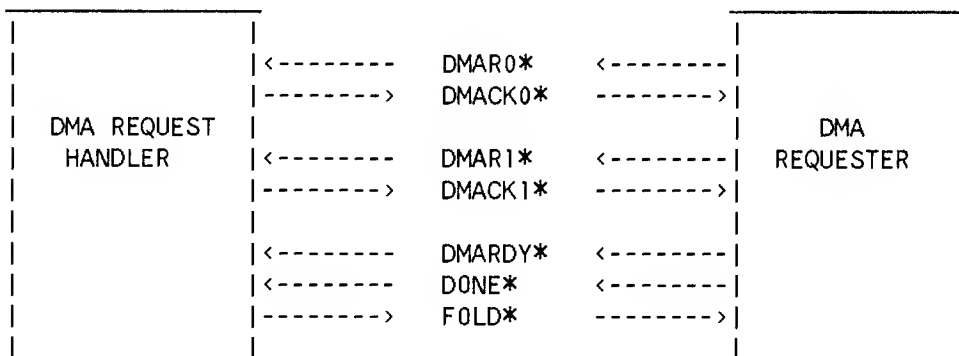 DMAR0*
DMACK0*
DMA REQUEST DMA
HANDLER DMAR1* REQUESTER
DMACK1*
DMARDY*
DONE*
FOLD*